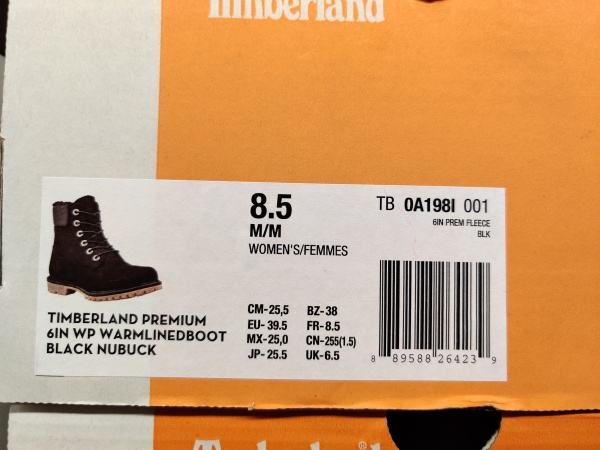 Timberland
8.5
M/M
WOMEN'S/FEMMES
TB 0A198I 001
6IN PREM FLEECE
BLK
TIMBERLAND PREMIUM
6IN WP WARMLINEDBOOT
BLACK NUBUCK
CM-25,5 BZ-38
EU- 39.5 FR-8.5
MX-25,0 CN-255(1.5)
JP- 25.5 UK-6.5
8 89588 26423 9
Timberland®